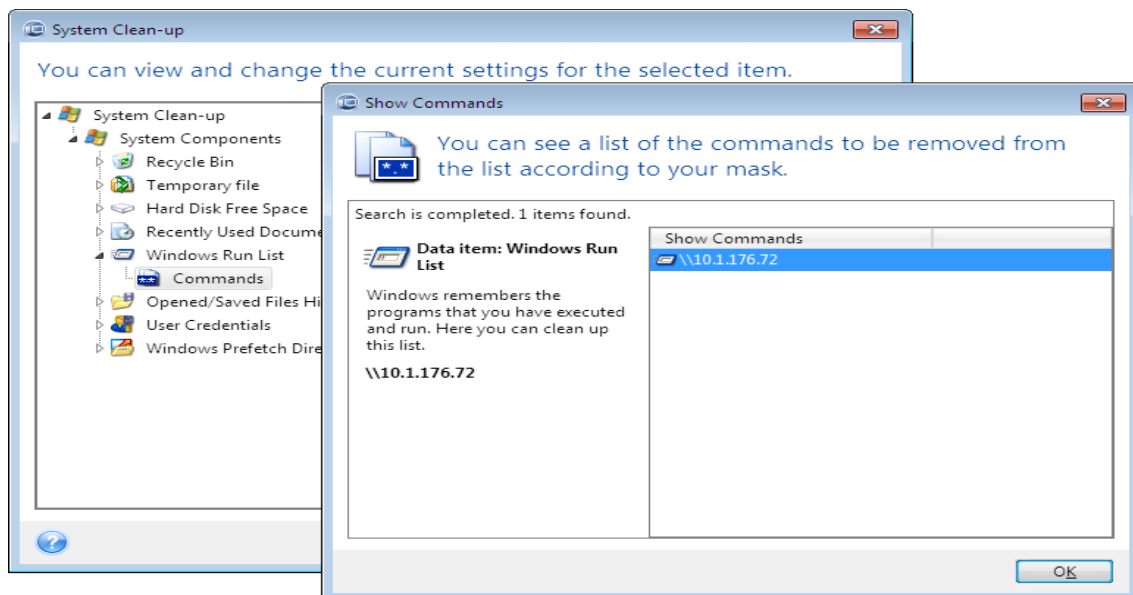 System Clean-up
You can view and change the current settings for the selected item.
System Clean-up
System Components
Recycle Bin
Temporary file
Hard Disk Free Space
Recently Used Docume
Windows Run List
Commands
Opened/Saved Files Hi
User Credentials
Windows Prefetch Dire
Show Commands
You can see a list of the commands to be removed from
the list according to your mask.
Search is completed. 1 items found.
Data item: Windows Run
List
Windows remembers the
programs that you have executed
and run. Here you can clean up
this list.
\\10.1.176.72
Show Commands
\\10.1.176.72
OK